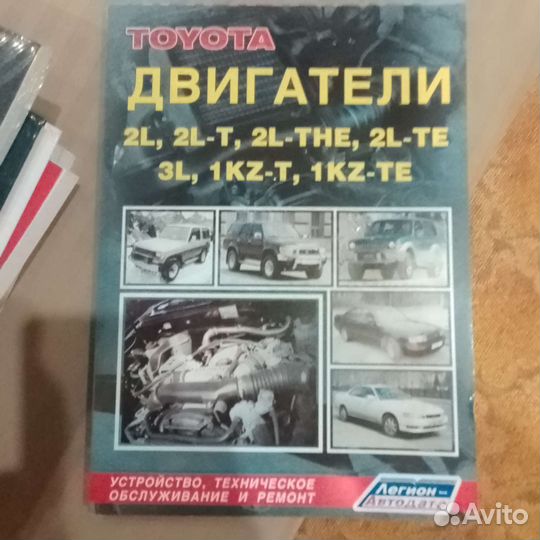 TOYOTA
ДВИГАТЕЛИ
2L, 2L-T, 2L-THE, 2L-TE
3L, 1KZ-T, 1KZ-TE
УСТРОЙСТВО, ТЕХНИЧЕСКОЕ
ОБСЛУЖИВАНИЕ И РЕМОНТ
Легион
Автодата
Avito